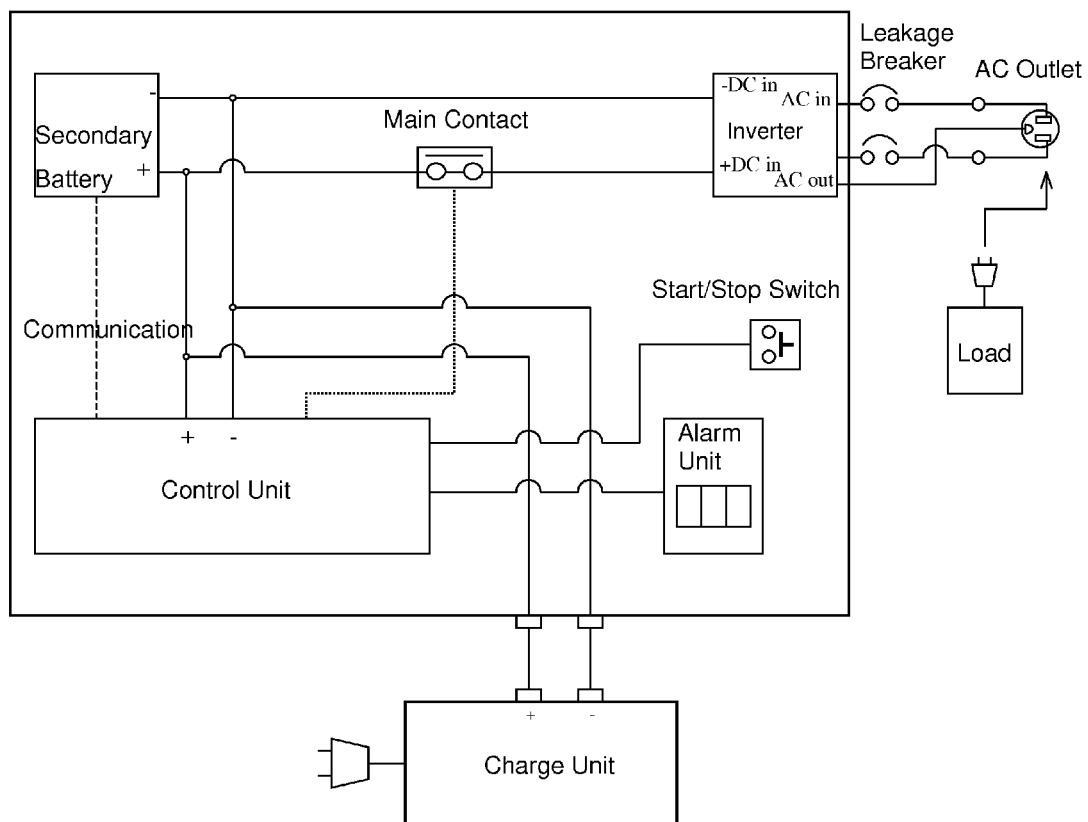 Leakage
Breaker
AC Outlet
-
Secondary
Battery
+
Main Contact
-DC in
AC in
Inverter
+DC in
AC out
Start/Stop Switch
Communication
Load
+ -
Control Unit
Alarm
Unit
+ -
Charge Unit